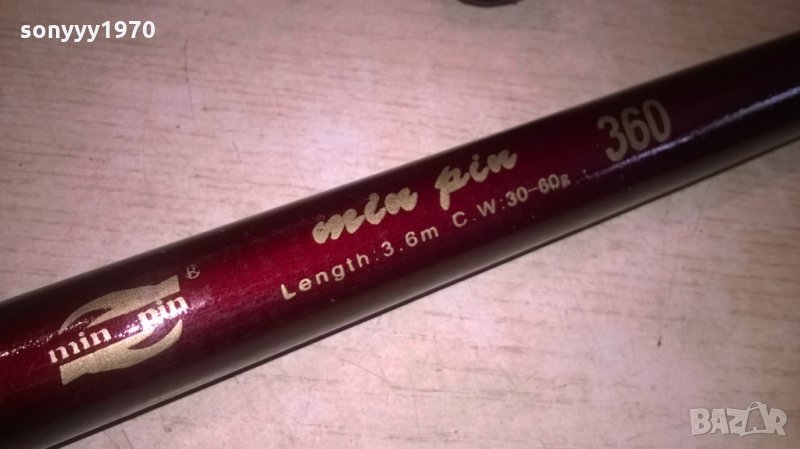 sonyyy1970
min pin 360
Length:3.6m C.W:30-60g
min pin ®
BAZAR